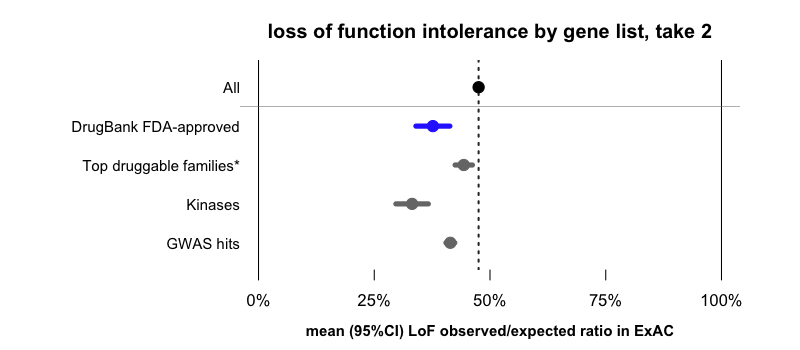 loss of function intolerance by gene list, take 2
All
DrugBank FDA-approved
Top druggable families*
Kinases
GWAS hits
0% 25% 50% 75% 100%
mean (95%CI) LoF observed/expected ratio in ExAC